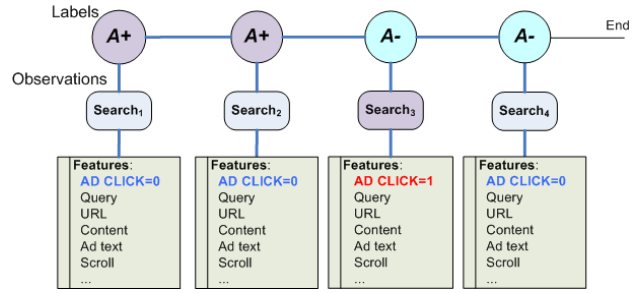 Labels
A+ A+ A- A- End
Observations
Search1 Search2 Search3 Search4
Features: Features: Features: Features:
AD CLICK=0 AD CLICK=0 AD CLICK=1 AD CLICK=0
Query Query Query Query
URL URL URL URL
Content Content Content Content
Ad text Ad text Ad text Ad text
Scroll Scroll Scroll Scroll
... ... ... ...